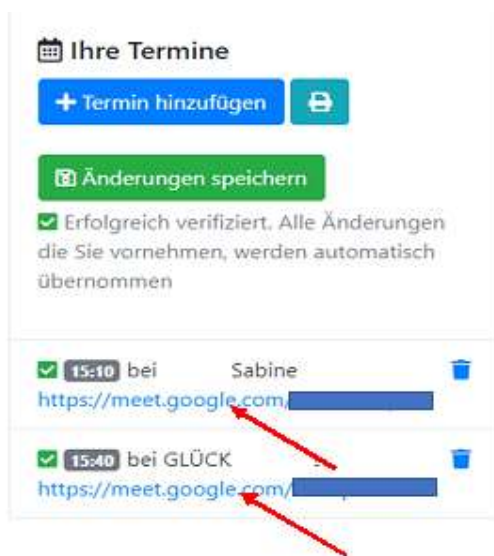 Ihre Termine
+ Termin hinzufügen
Änderungen speichern
Erfolgreich verifiziert. Alle Änderungen
die Sie vornehmen, werden automatisch
übernommen
15:10 bei Sabine
https://meet.google.com/
15:40 bei GLÜCK
https://meet.google.com/